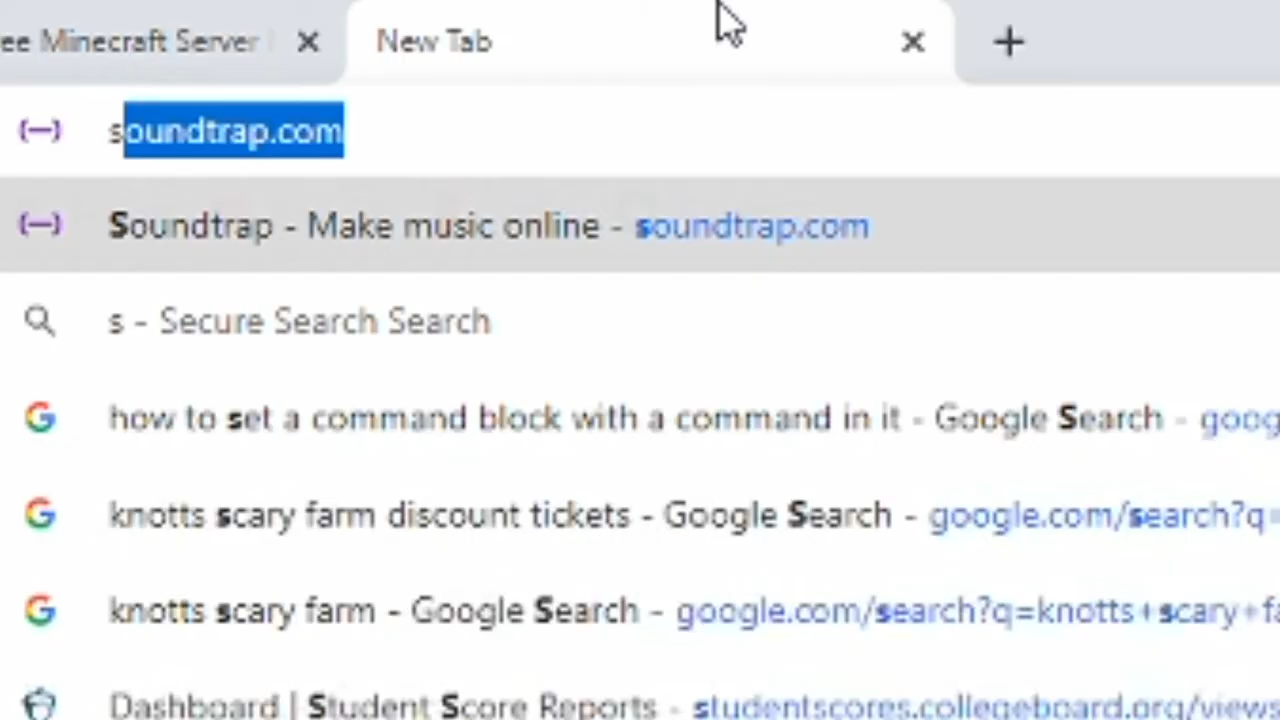 ee Minecraft Server
New Tab
soundtrap.com
Soundtrap - Make music online - soundtrap.com
s - Secure Search Search
how to set a command block with a command in it - Google Search - goog
knotts scary farm discount tickets - Google Search - google.com/search?q=
knotts scary farm - Google Search - google.com/search?q=knotts+scary+fa
Dashboard | Student Score Reports - studentscores.collegeboard.org/views